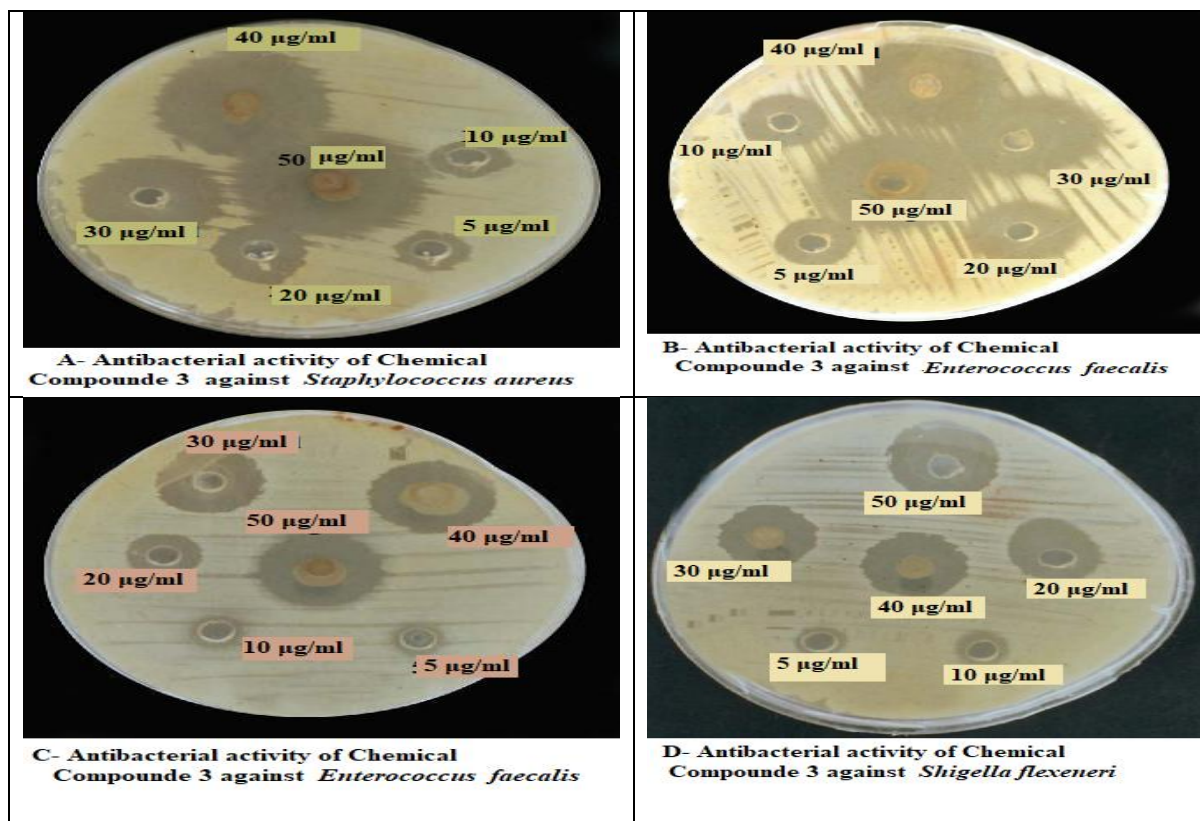 40 μg/ml
10 μg/ml
50 μg/ml
30 μg/ml
5 μg/ml
20 μg/ml
A- Antibacterial activity of Chemical
Compounde 3 against Staphylococcus aureus
40 μg/ml
10 μg/ml
30 μg/ml
50 μg/ml
5 μg/ml
20 μg/ml
B- Antibacterial activity of Chemical
Compounde 3 against Enterococcus faecalis
30 μg/ml
50 μg/ml
40 μg/ml
20 μg/ml
10 μg/ml
5 μg/ml
C- Antibacterial activity of Chemical
Compounde 3 against Enterococcus faecalis
50 μg/ml
30 μg/ml
20 μg/ml
40 μg/ml
5 μg/ml
10 μg/ml
D- Antibacterial activity of Chemical
Compounde 3 against Shigella flexeneri